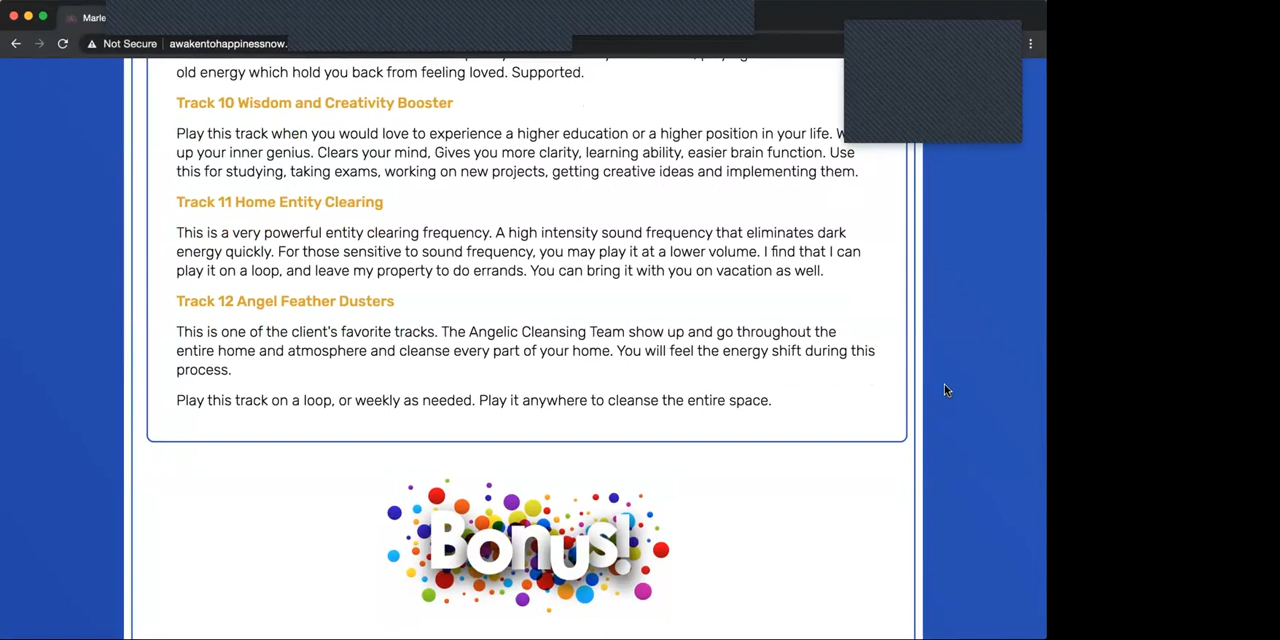 Marle
Not Secure
awakentohappinessnow.
old energy which hold you back from feeling loved. Supported.
Track 10 Wisdom and Creativity Booster
Play this track when you would love to experience a higher education or a higher position in your life.
up your inner genius. Clears your mind, Gives you more clarity, learning ability, easier brain function. Use
this for studying, taking exams, working on new projects, getting creative ideas and implementing them.
Track 11 Home Entity Clearing
This is a very powerful entity clearing frequency. A high intensity sound frequency that eliminates dark
energy quickly. For those sensitive to sound frequency, you may play it at a lower volume. I find that I can
play it on a loop, and leave my property to do errands. You can bring it with you on vacation as well.
Track 12 Angel Feather Dusters
This is one of the client's favorite tracks. The Angelic Cleansing Team show up and go throughout the
entire home and atmosphere and cleanse every part of your home. You will feel the energy shift during this
process.
Play this track on a loop, or weekly as needed. Play it anywhere to cleanse the entire space.
Bonus!